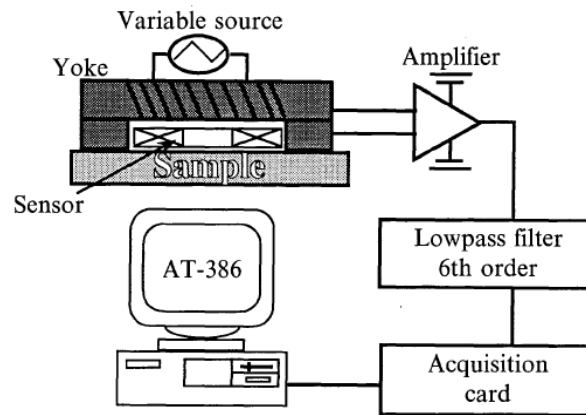 Variable source
Yoke
Amplifier
Sample
Sensor
AT-386
Lowpass filter
6th order
Acquisition
card